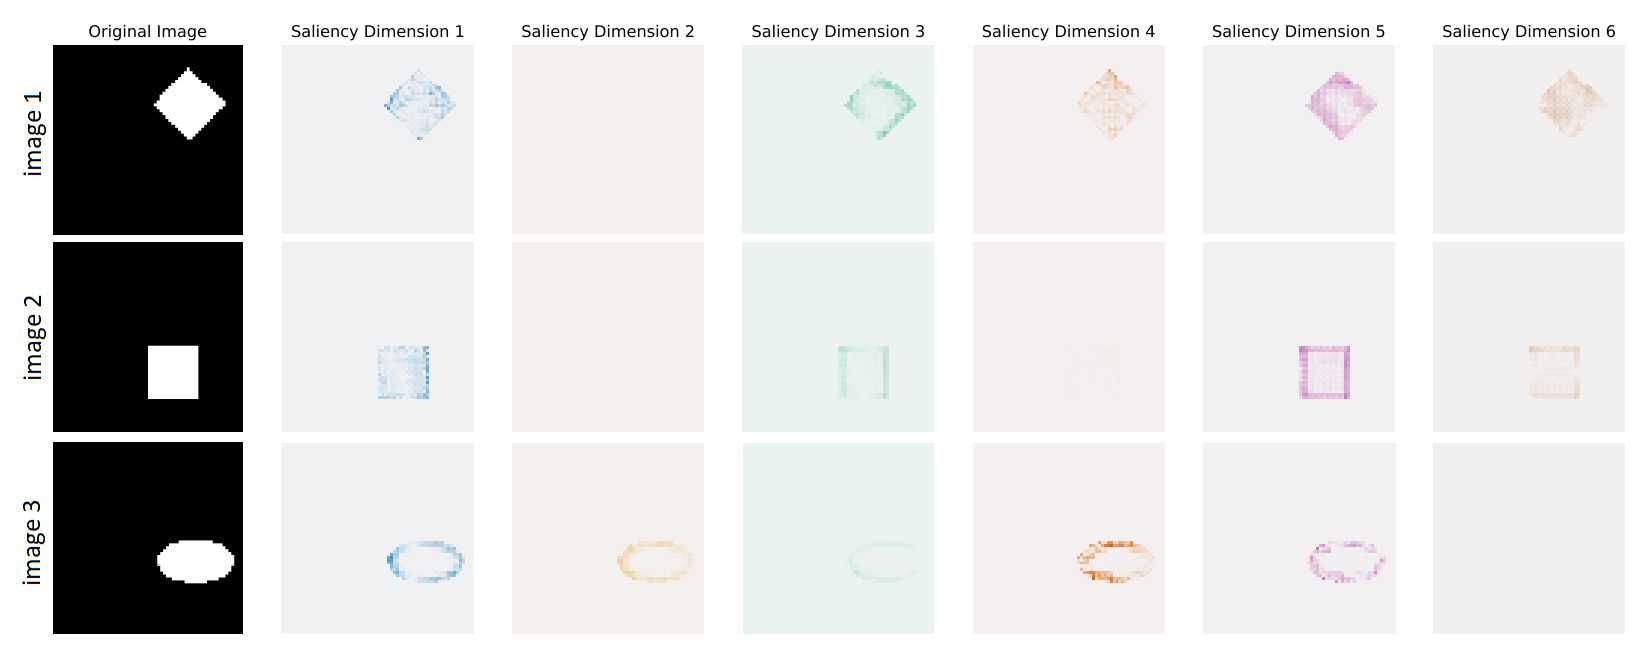 Original Image
Saliency Dimension 1
Saliency Dimension 2
Saliency Dimension 3
Saliency Dimension 4
Saliency Dimension 5
Saliency Dimension 6
image 1
image 2
image 3